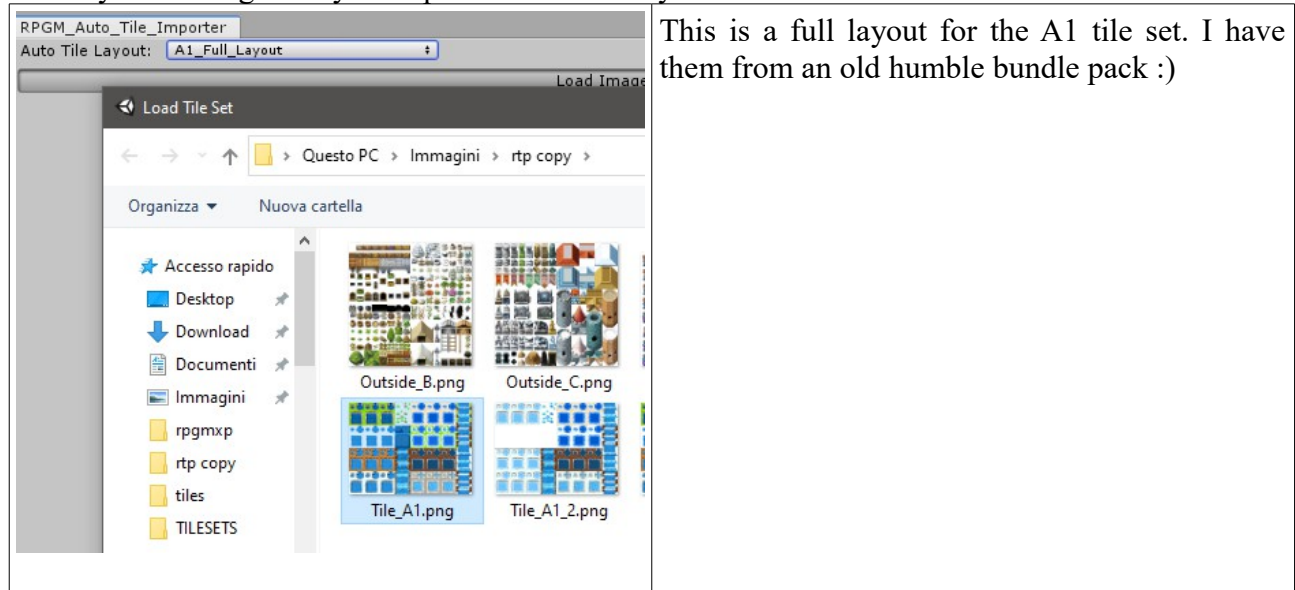 RPGM_Auto_Tile_Importer
Auto Tile Layout: A1_Full_Layout
Load Image
Load Tile Set
Questo PC > Immagini > rtp copy >
Organizza
Nuova cartella
Accesso rapido
Desktop
Download
Documenti
Immagini
rpgmxp
rtp copy
tiles
TILESETS
Outside_B.png
Outside_C.png
Tile_A1.png
Tile_A1_2.png
This is a full layout for the A1 tile set. I have
them from an old humble bundle pack :)